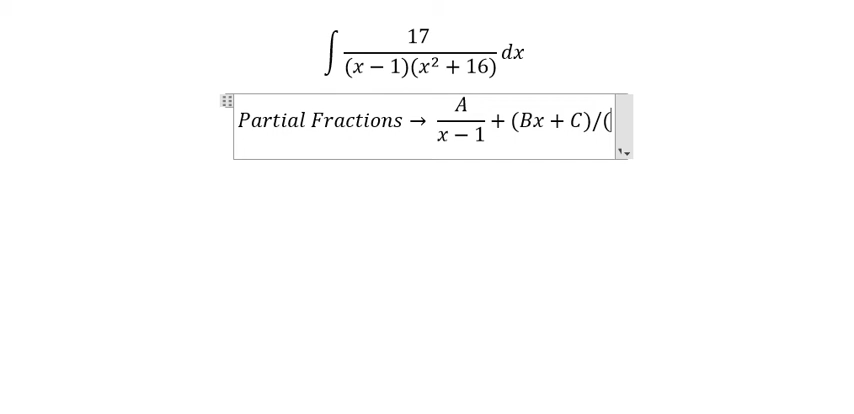 ∫ 17/((x − 1)(x² + 16)) dx
Partial Fractions → A/(x − 1) + (Bx + C)/(